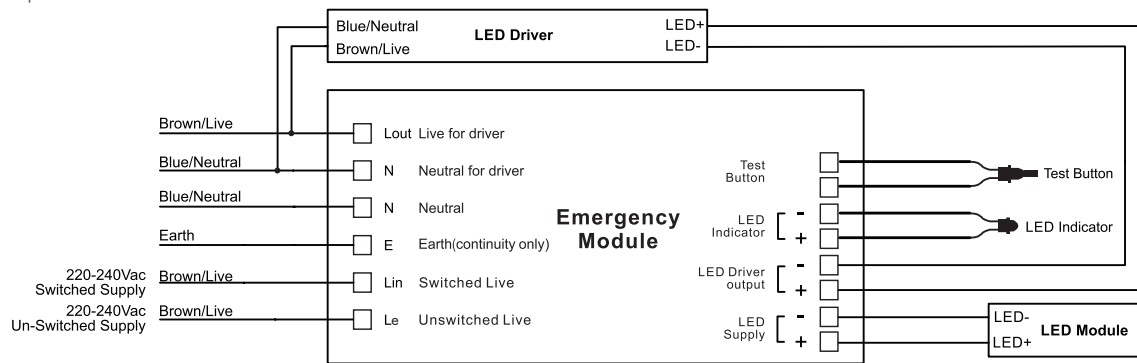 Blue/Neutral
Brown/Live
LED Driver
LED+
LED-
Brown/Live
Lout Live for driver
Blue/Neutral
N Neutral for driver
Blue/Neutral
N Neutral
Earth
E Earth(continuity only)
220-240Vac
Switched Supply
Brown/Live
Lin Switched Live
220-240Vac
Un-Switched Supply
Brown/Live
Le Unswitched Live
Emergency
Module
Test
Button
Test Button
LED
Indicator
-
+
LED Indicator
LED Driver
output
-
+
LED
Supply
-
+
LED-
LED+
LED Module